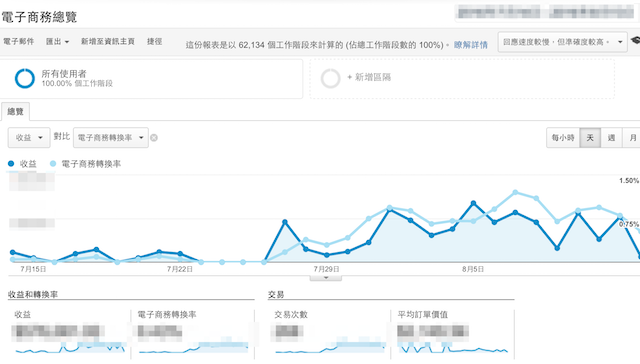 電子商務總覽
電子郵件 匯出 新增至資訊主頁 捷徑
這份報表是以 62,134 個工作階段來計算的 (佔總工作階段數的 100%)。瞭解詳情
回應速度較慢，但準確度較高。
所有使用者
100.00% 個工作階段
+ 新增區隔
總覽
收益 對比 電子商務轉換率
每小時 天 週 月
收益 電子商務轉換率
1.50%
0.75%
7月15日 7月22日 7月29日 8月5日
收益和轉換率 交易
收益 電子商務轉換率 交易次數 平均訂單價值